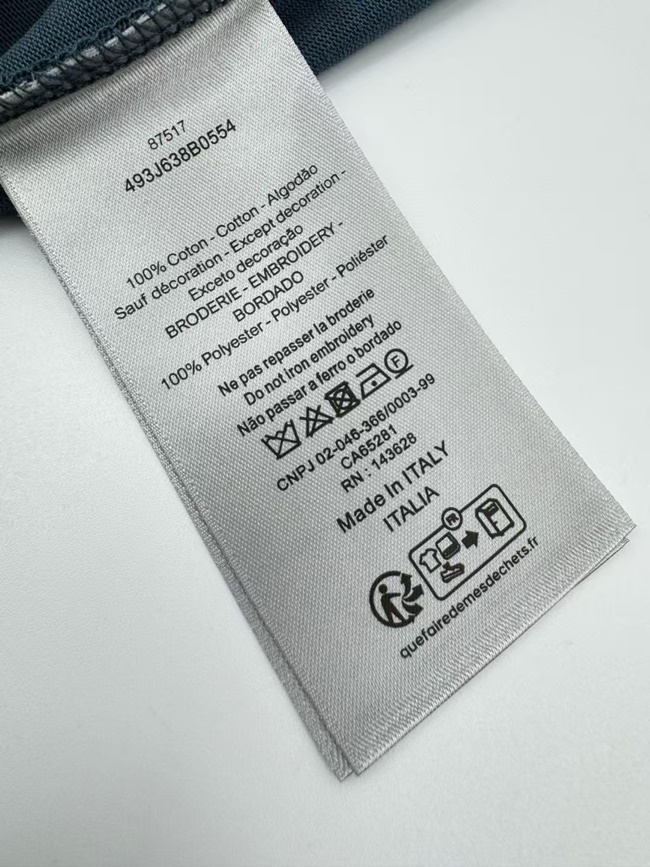 87517
493J638B0554
100% Coton - Cotton - Algodão
Sauf décoration - Except decoration -
Exceto decoração
BRODERIE - EMBROIDERY -
BORDADO
100% Polyester - Polyester - Poliéster
Ne pas repasser la broderie
Do not iron embroidery
Não passar a ferro o bordado
F
CNPJ 02-046-366/0003-99
CA65281
RN : 143628
Made in ITALY
ITALIA
FR
quefairedemesdechets.fr